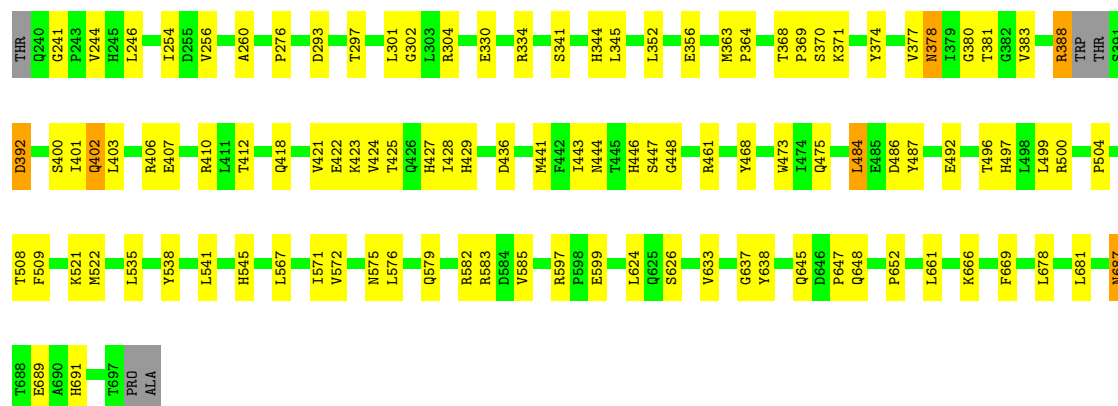 THR Q240 G241 P243 V244 H245 L246 I254 D255 V256 A260 P276 D293 T297 L301 G302 L303 R304 E330 R334 S341 H344 L345 L352 E356 M363 P364 T368 P369 S370 K371 Y374 V377 N378 I379 G380 T381 G382 V383 R388 TRP THR S391
D392 S400 I401 Q402 L403 R406 E407 R410 L411 T412 Q418 V421 E422 K423 V424 T425 Q426 H427 I428 H429 D436 M441 F442 I443 N444 T445 H446 S447 G448 R461 Y468 W473 I474 Q475 L484 E485 D486 Y487 E492 T496 H497 L498 L499 R500 P504
T508 F509 K521 M522 L535 Y538 L541 H545 L567 I571 V572 N575 L576 Q579 R582 R583 D584 V585 R597 P598 E599 L624 Q625 S626 V633 G637 Y638 Q645 D646 P647 Q648 P652 L661 K666 F669 L678 L681 N687
T688 E689 A690 H691 T697 PRO ALA